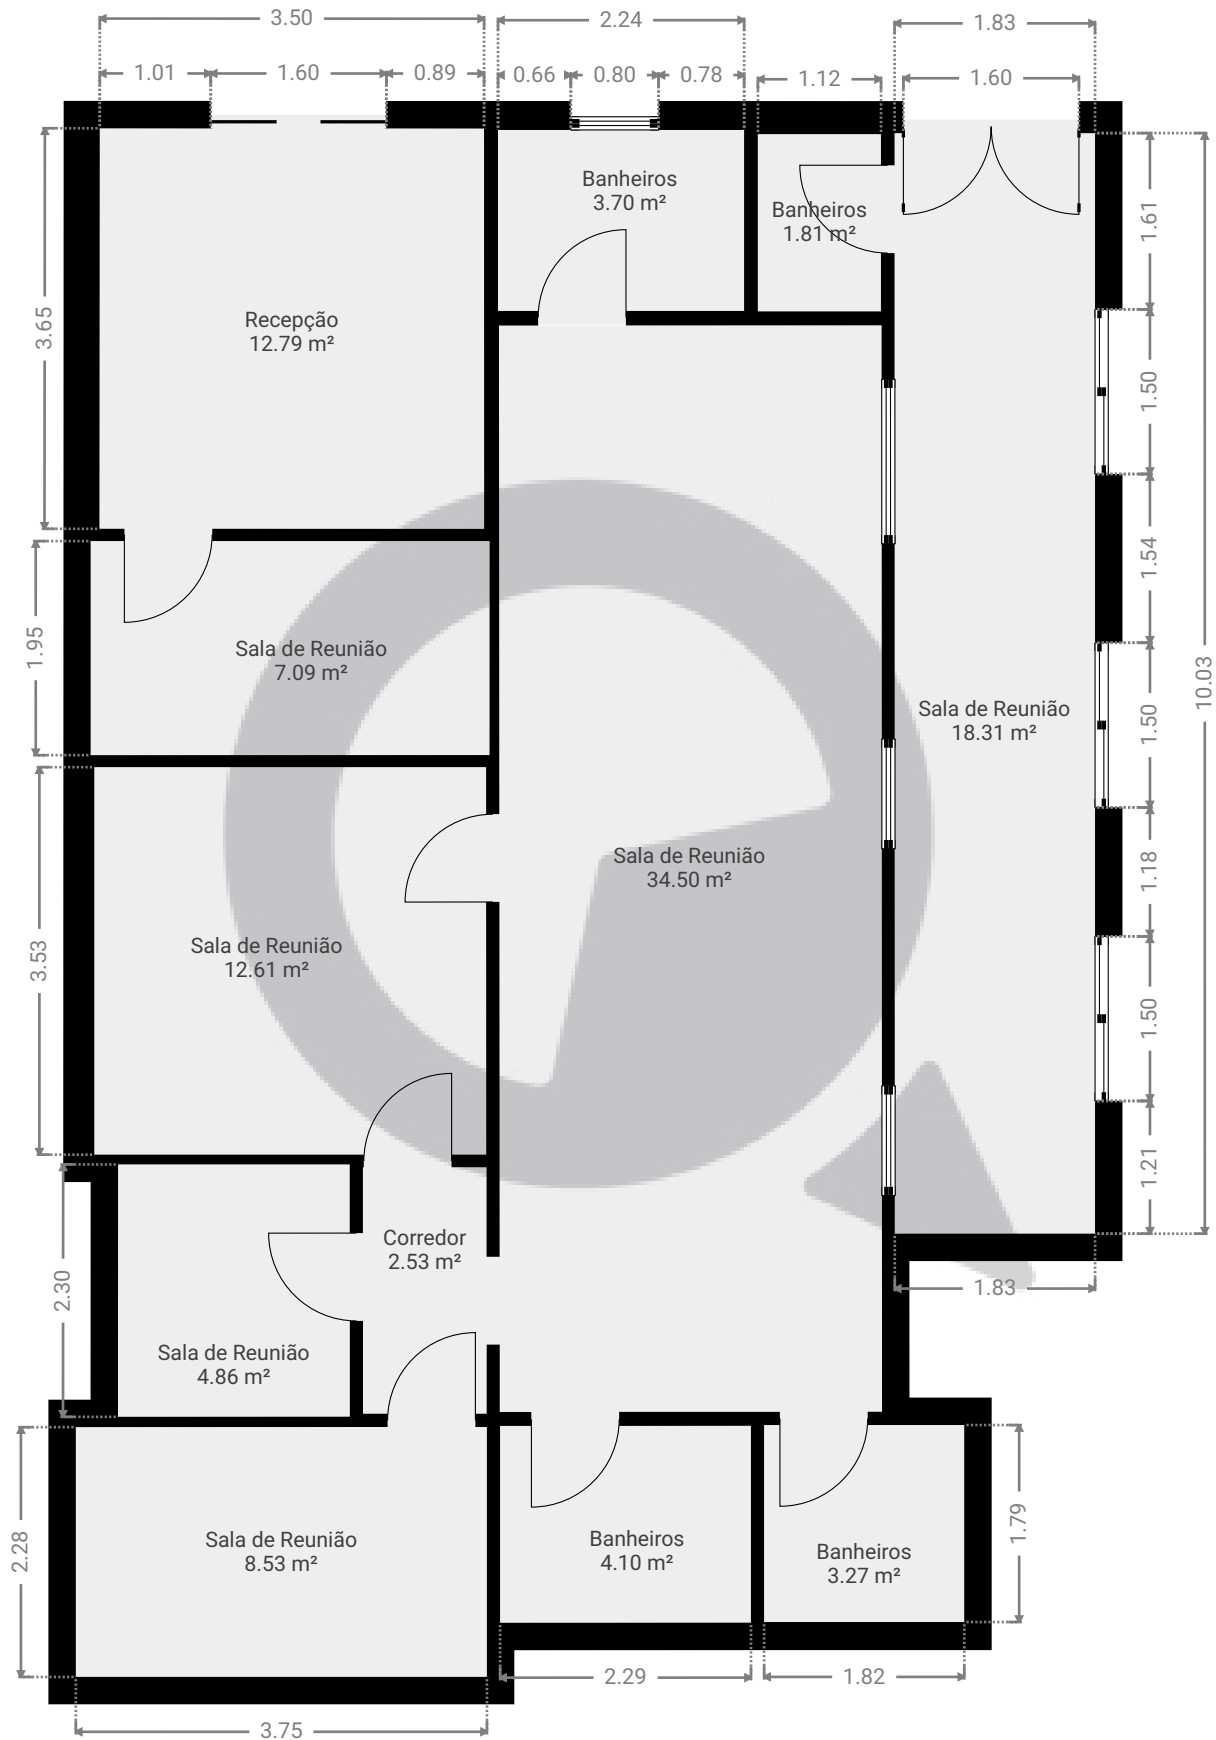 3.50
2.24
1.83
1.01
1.60
0.89
0.66
0.80
0.78
1.12
1.60
Banheiros
3.70 m²
Banheiros
1.81 m²
1.61
Recepção
12.79 m²
3.65
1.50
1.54
Sala de Reunião
7.09 m²
1.95
Sala de Reunião
18.31 m²
1.50
10.03
Sala de Reunião
34.50 m²
1.18
Sala de Reunião
12.61 m²
3.53
1.50
1.21
Corredor
2.53 m²
1.83
2.30
Sala de Reunião
4.86 m²
Sala de Reunião
8.53 m²
2.28
Banheiros
4.10 m²
Banheiros
3.27 m²
1.79
2.29
1.82
3.75